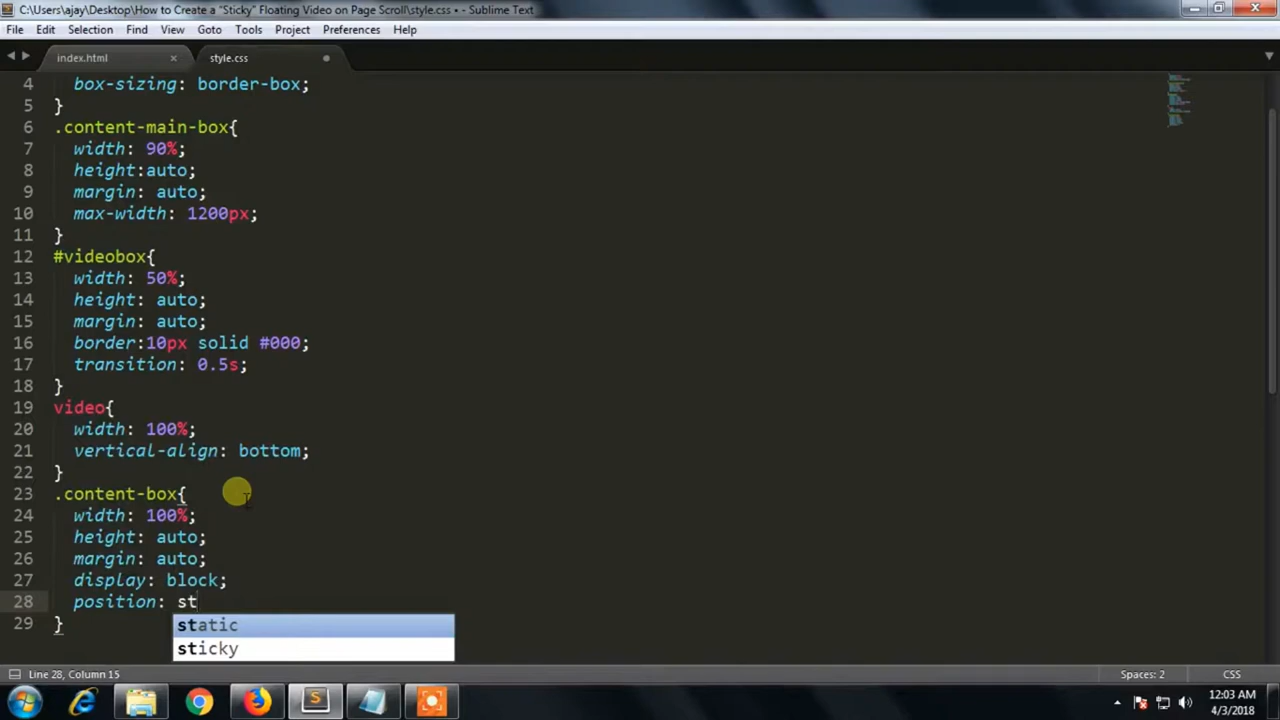 C:\Users\ajay\Desktop\How to Create a "Sticky" Floating Video on Page Scroll\style.css • - Sublime Text
File Edit Selection Find View Goto Tools Project Preferences Help
index.html × style.css
4 box-sizing: border-box;
5 }
6 .content-main-box{
7 width: 90%;
8 height:auto;
9 margin: auto;
10 max-width: 1200px;
11 }
12 #videobox{
13 width: 50%;
14 height: auto;
15 margin: auto;
16 border:10px solid #000;
17 transition: 0.5s;
18 }
19 video{
20 width: 100%;
21 vertical-align: bottom;
22 }
23 .content-box{
24 width: 100%;
25 height: auto;
26 margin: auto;
27 display: block;
28 position: st
static
29 }
sticky
Line 28, Column 15 Spaces: 2 CSS
12:03 AM
4/3/2018